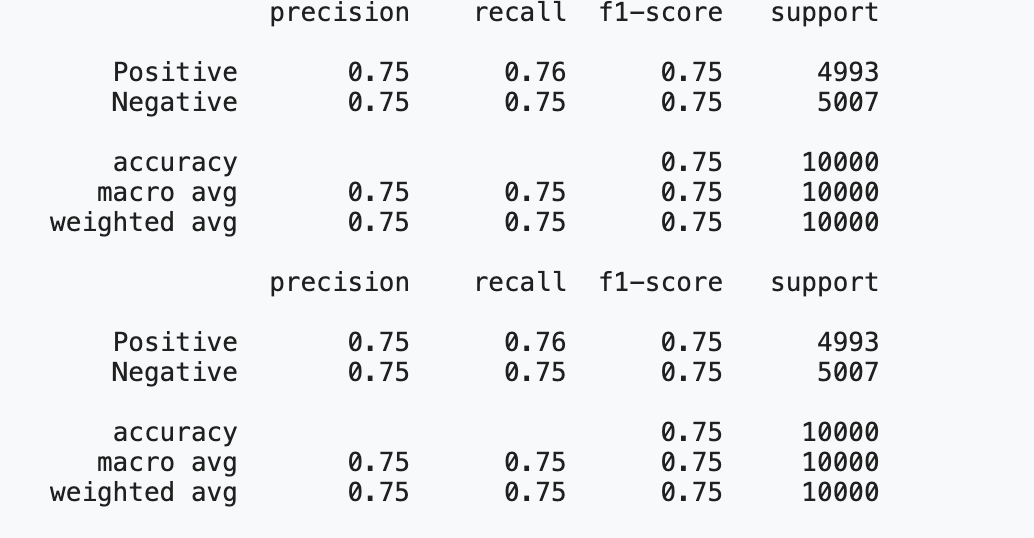 precision recall f1-score support
Positive 0.75 0.76 0.75 4993
Negative 0.75 0.75 0.75 5007
accuracy 0.75 10000
macro avg 0.75 0.75 0.75 10000
weighted avg 0.75 0.75 0.75 10000
precision recall f1-score support
Positive 0.75 0.76 0.75 4993
Negative 0.75 0.75 0.75 5007
accuracy 0.75 10000
macro avg 0.75 0.75 0.75 10000
weighted avg 0.75 0.75 0.75 10000